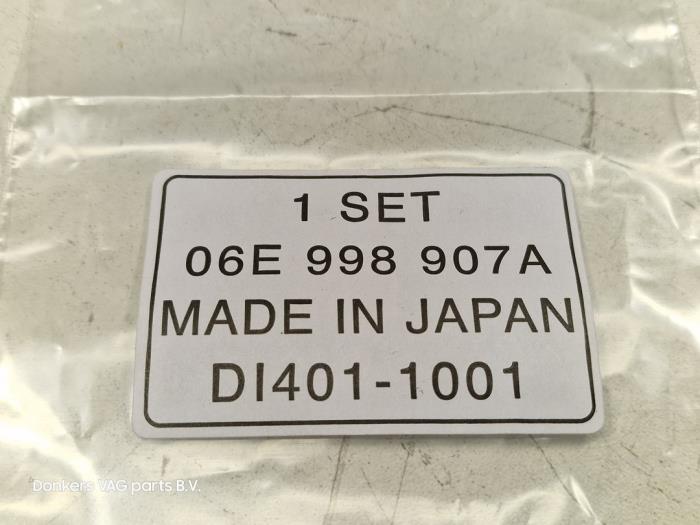 1 SET
06E 998 907A
MADE IN JAPAN
DI401-1001
Donkers VAG parts B.V.